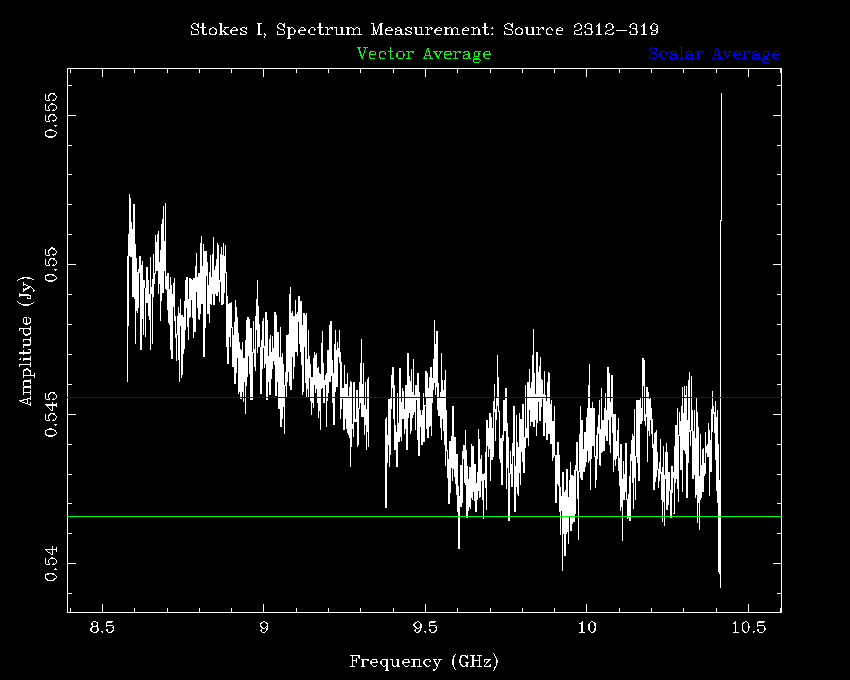 Stokes I, Spectrum Measurement: Source 2312−319
Vector Average Scalar Average
0.555
0.55
0.545
0.54
Amplitude (Jy)
8.5 9 9.5 10 10.5
Frequency (GHz)